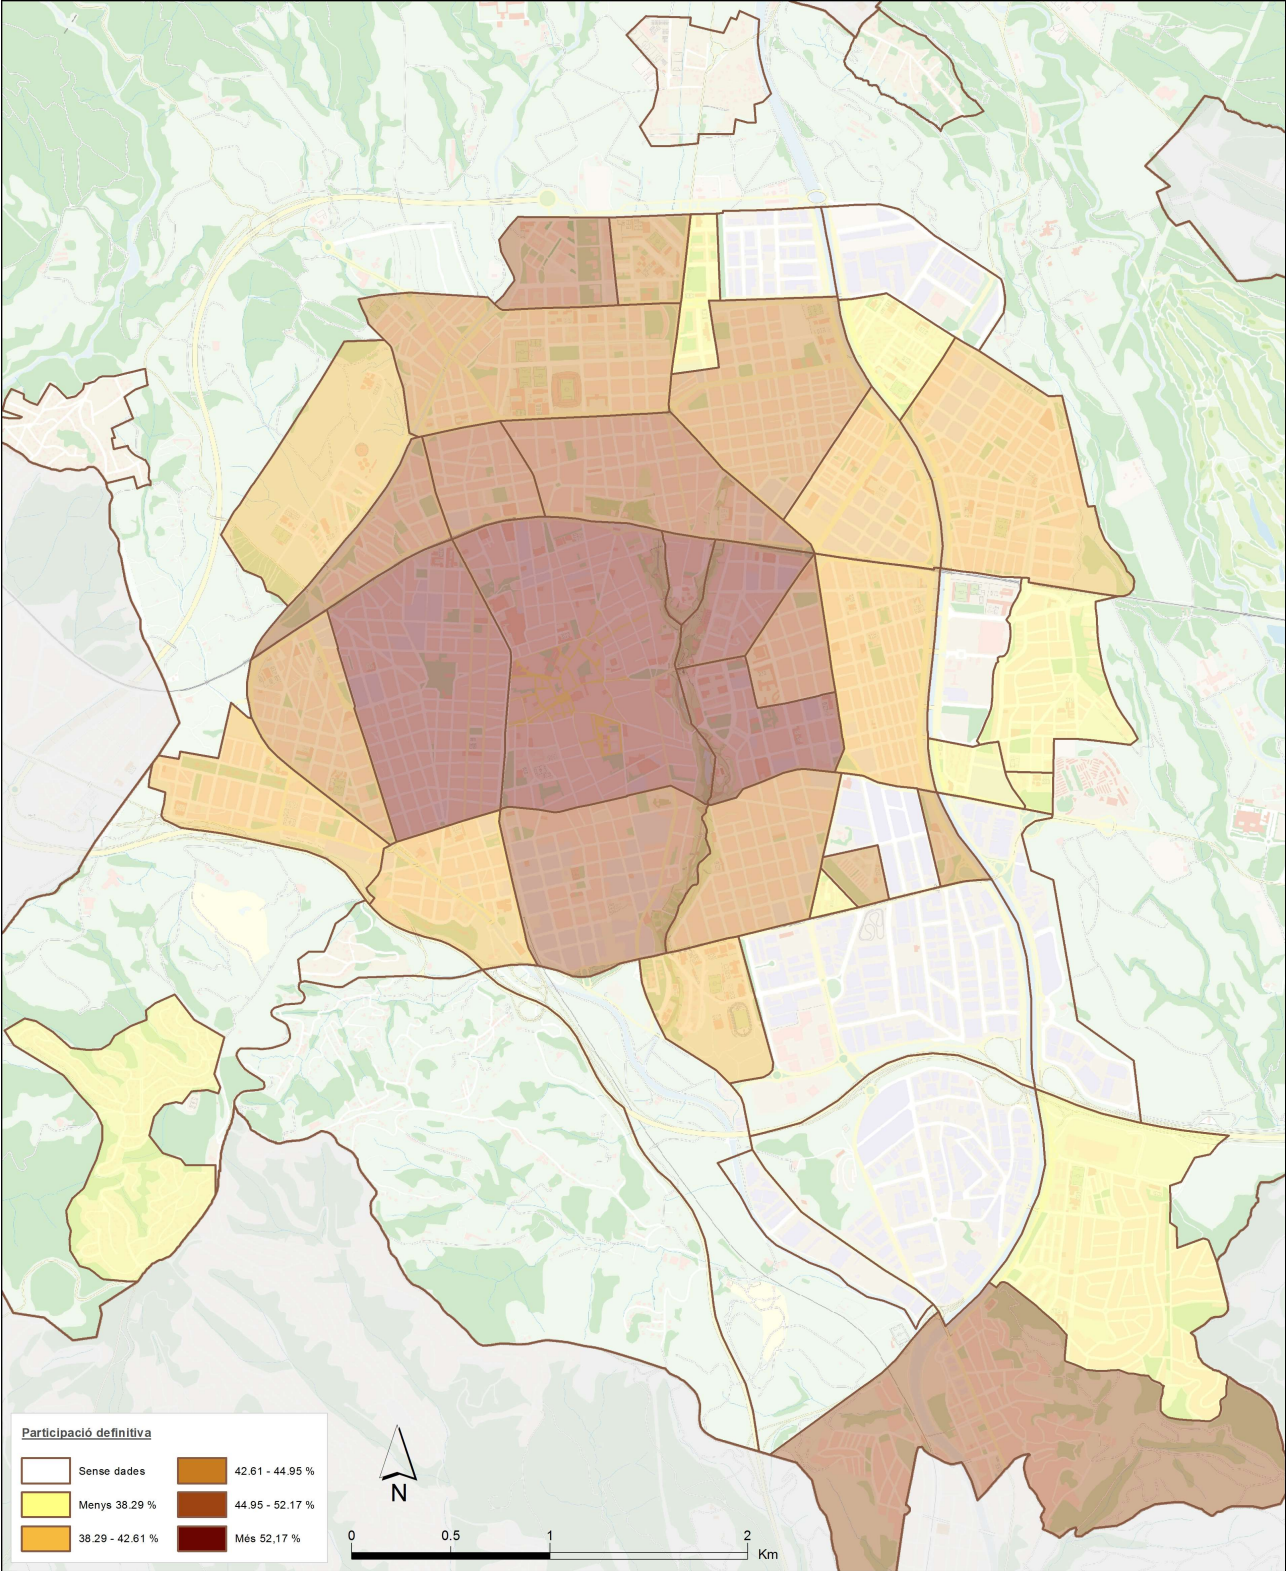 Participació definitiva
Sense dades
Menys 38.29 %
38.29 - 42.61 %
42.61 - 44.95 %
44.95 - 52.17 %
Més 52,17 %
N
0 0.5 1 2
Km